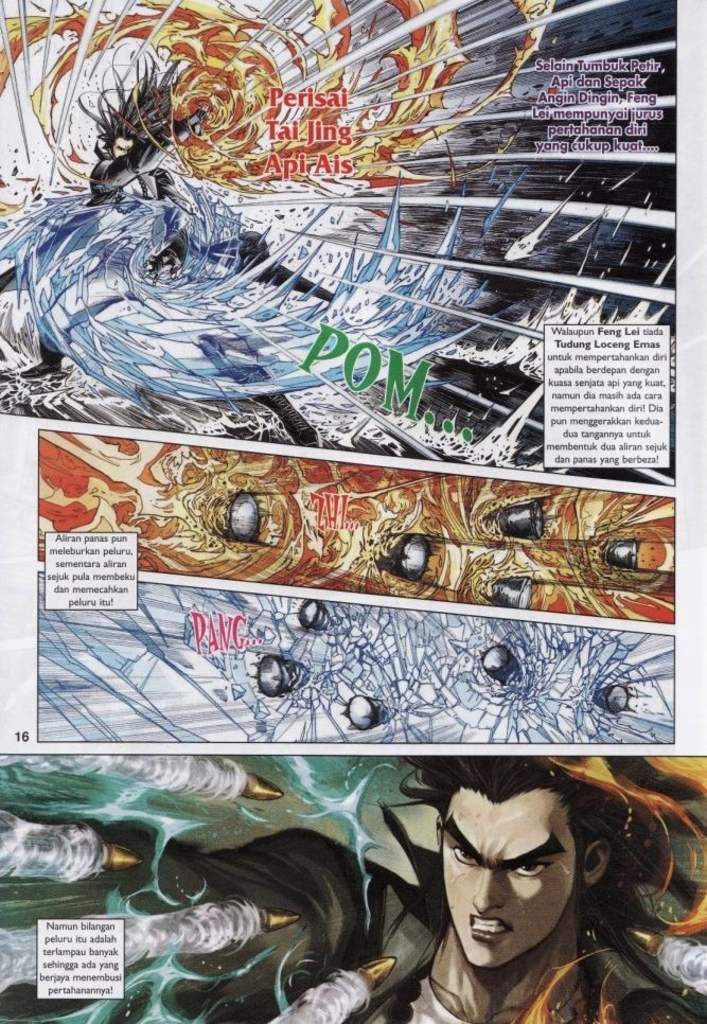 Perisai
Tai Jing
Api Ais
Selain Tumbuk Petir,
Api dan Sepak
Angin Dingin, Feng
Lei mempunyai jurus
pertahanan diri
yang cukup kuat....
POM...
Walaupun Feng Lei tiada
Tudung Loceng Emas
untuk mempertahankan diri
apabila berdepan dengan
kuasa senjata api yang kuat,
namun dia masih ada cara
mempertahankan diri! Dia
pun menggerakkan kedua-
dua tangannya untuk
membentuk dua aliran sejuk
dan panas yang berbeza!
ZHI...
Aliran panas pun
meleburkan peluru,
sementara aliran
sejuk pula membeku
dan memecahkan
peluru itu!
PANG...
16
Namun bilangan
peluru itu adalah
terlampau banyak
sehingga ada yang
berjaya menembusi
pertahanannya!